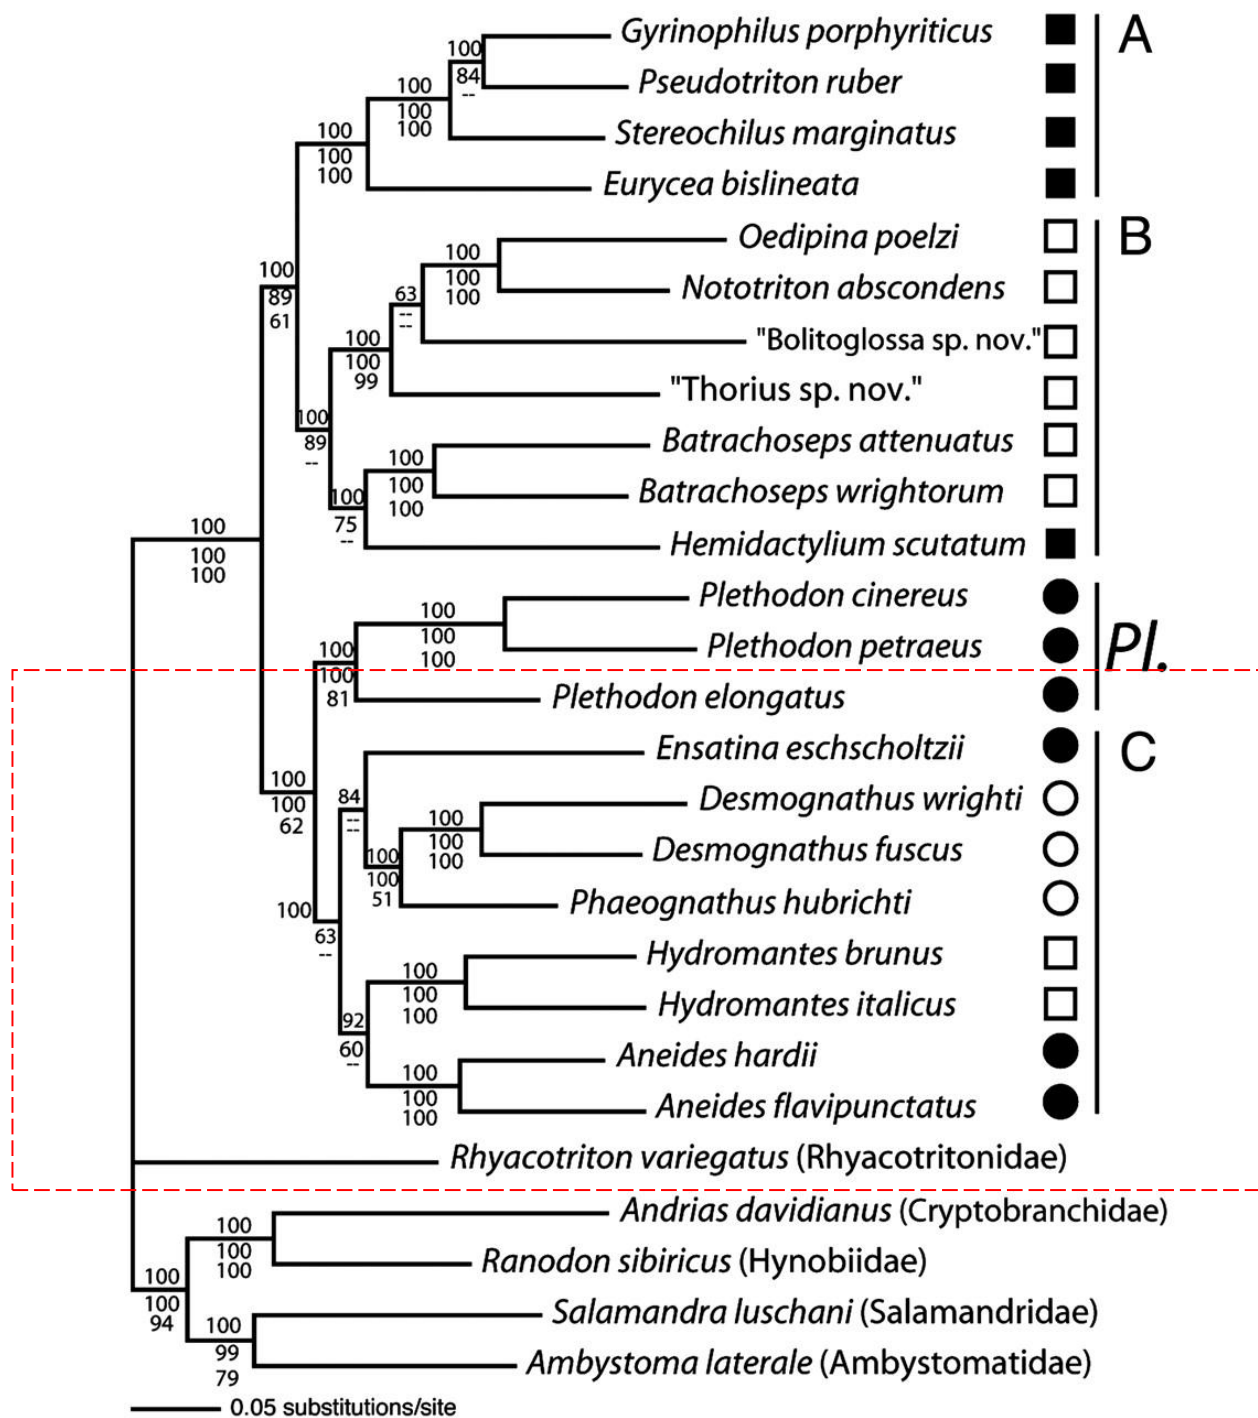 Gyrinophilus porphyriticus
A
100
84
--
Pseudotriton ruber
100
100
100
Stereochilus marginatus
100
100
100
Eurycea bislineata
B
Oedipina poelzi
100
100
100
Nototriton abscondens
100
89
61
63
--
--
"Bolitoglossa sp. nov."
100
100
99
"Thorius sp. nov."
100
89
--
Batrachoseps attenuatus
100
100
100
Batrachoseps wrightorum
100
75
--
Hemidactylium scutatum
100
100
100
Plethodon cinereus
100
100
100
Plethodon petraeus
Pl.
100
100
81
Plethodon elongatus
Ensatina eschscholtzii
C
100
100
62
84
--
--
Desmognathus wrighti
100
100
100
Desmognathus fuscus
100
100
51
Phaeognathus hubrichti
100
63
--
Hydromantes brunus
100
100
100
Hydromantes italicus
92
60
--
Aneides hardii
100
100
100
Aneides flavipunctatus
Rhyacotriton variegatus (Rhyacotritonidae)
Andrias davidianus (Cryptobranchidae)
100
100
100
Ranodon sibiricus (Hynobiidae)
100
100
94
Salamandra luschani (Salamandridae)
100
99
79
Ambystoma laterale (Ambystomatidae)
0.05 substitutions/site